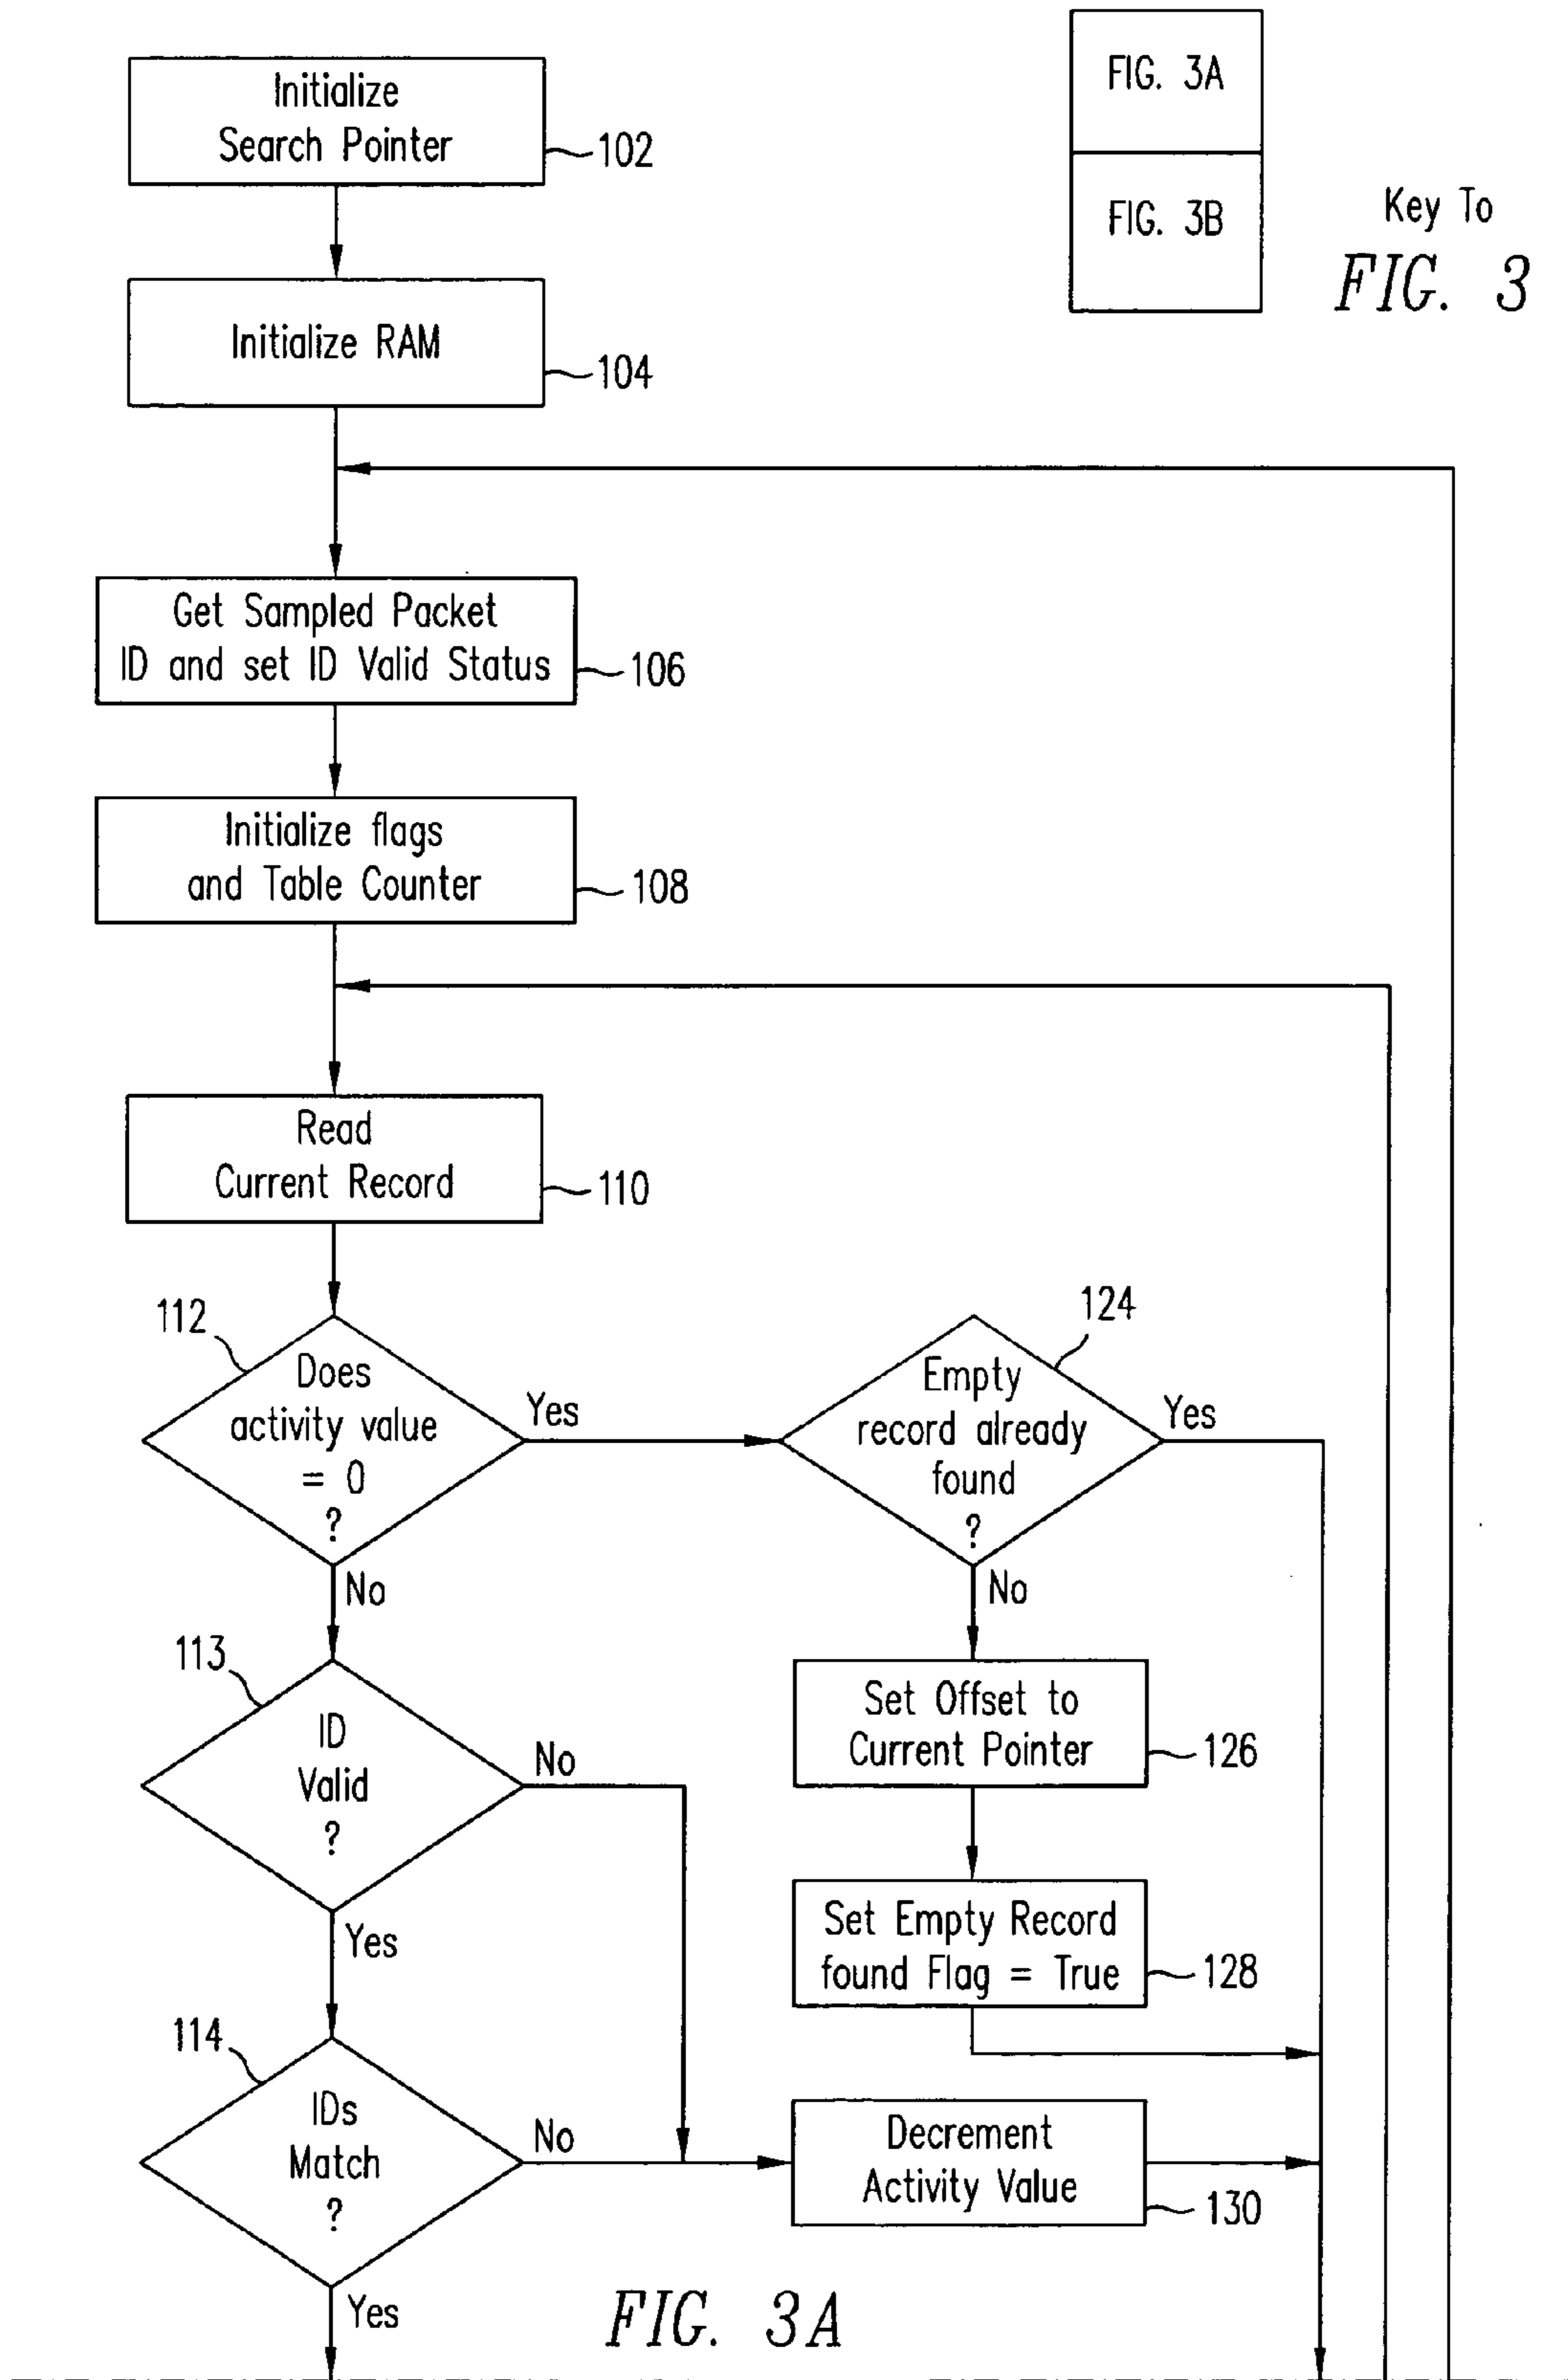 Initialize
Search Pointer
102
FIG. 3A
FIG. 3B
Key To
FIG. 3
Initialize RAM
104
Get Sampled Packet
ID and set ID Valid Status
106
Initialize flags
and Table Counter
108
Read
Current Record
110
112
Does
activity value
= 0
?
Yes
No
124
Empty
record already
found
?
Yes
No
113
ID
Valid
?
No
Yes
Set Offset to
Current Pointer
126
Set Empty Record
found Flag = True
128
114
IDs
Match
?
No
Yes
Decrement
Activity Value
130
FIG. 3A